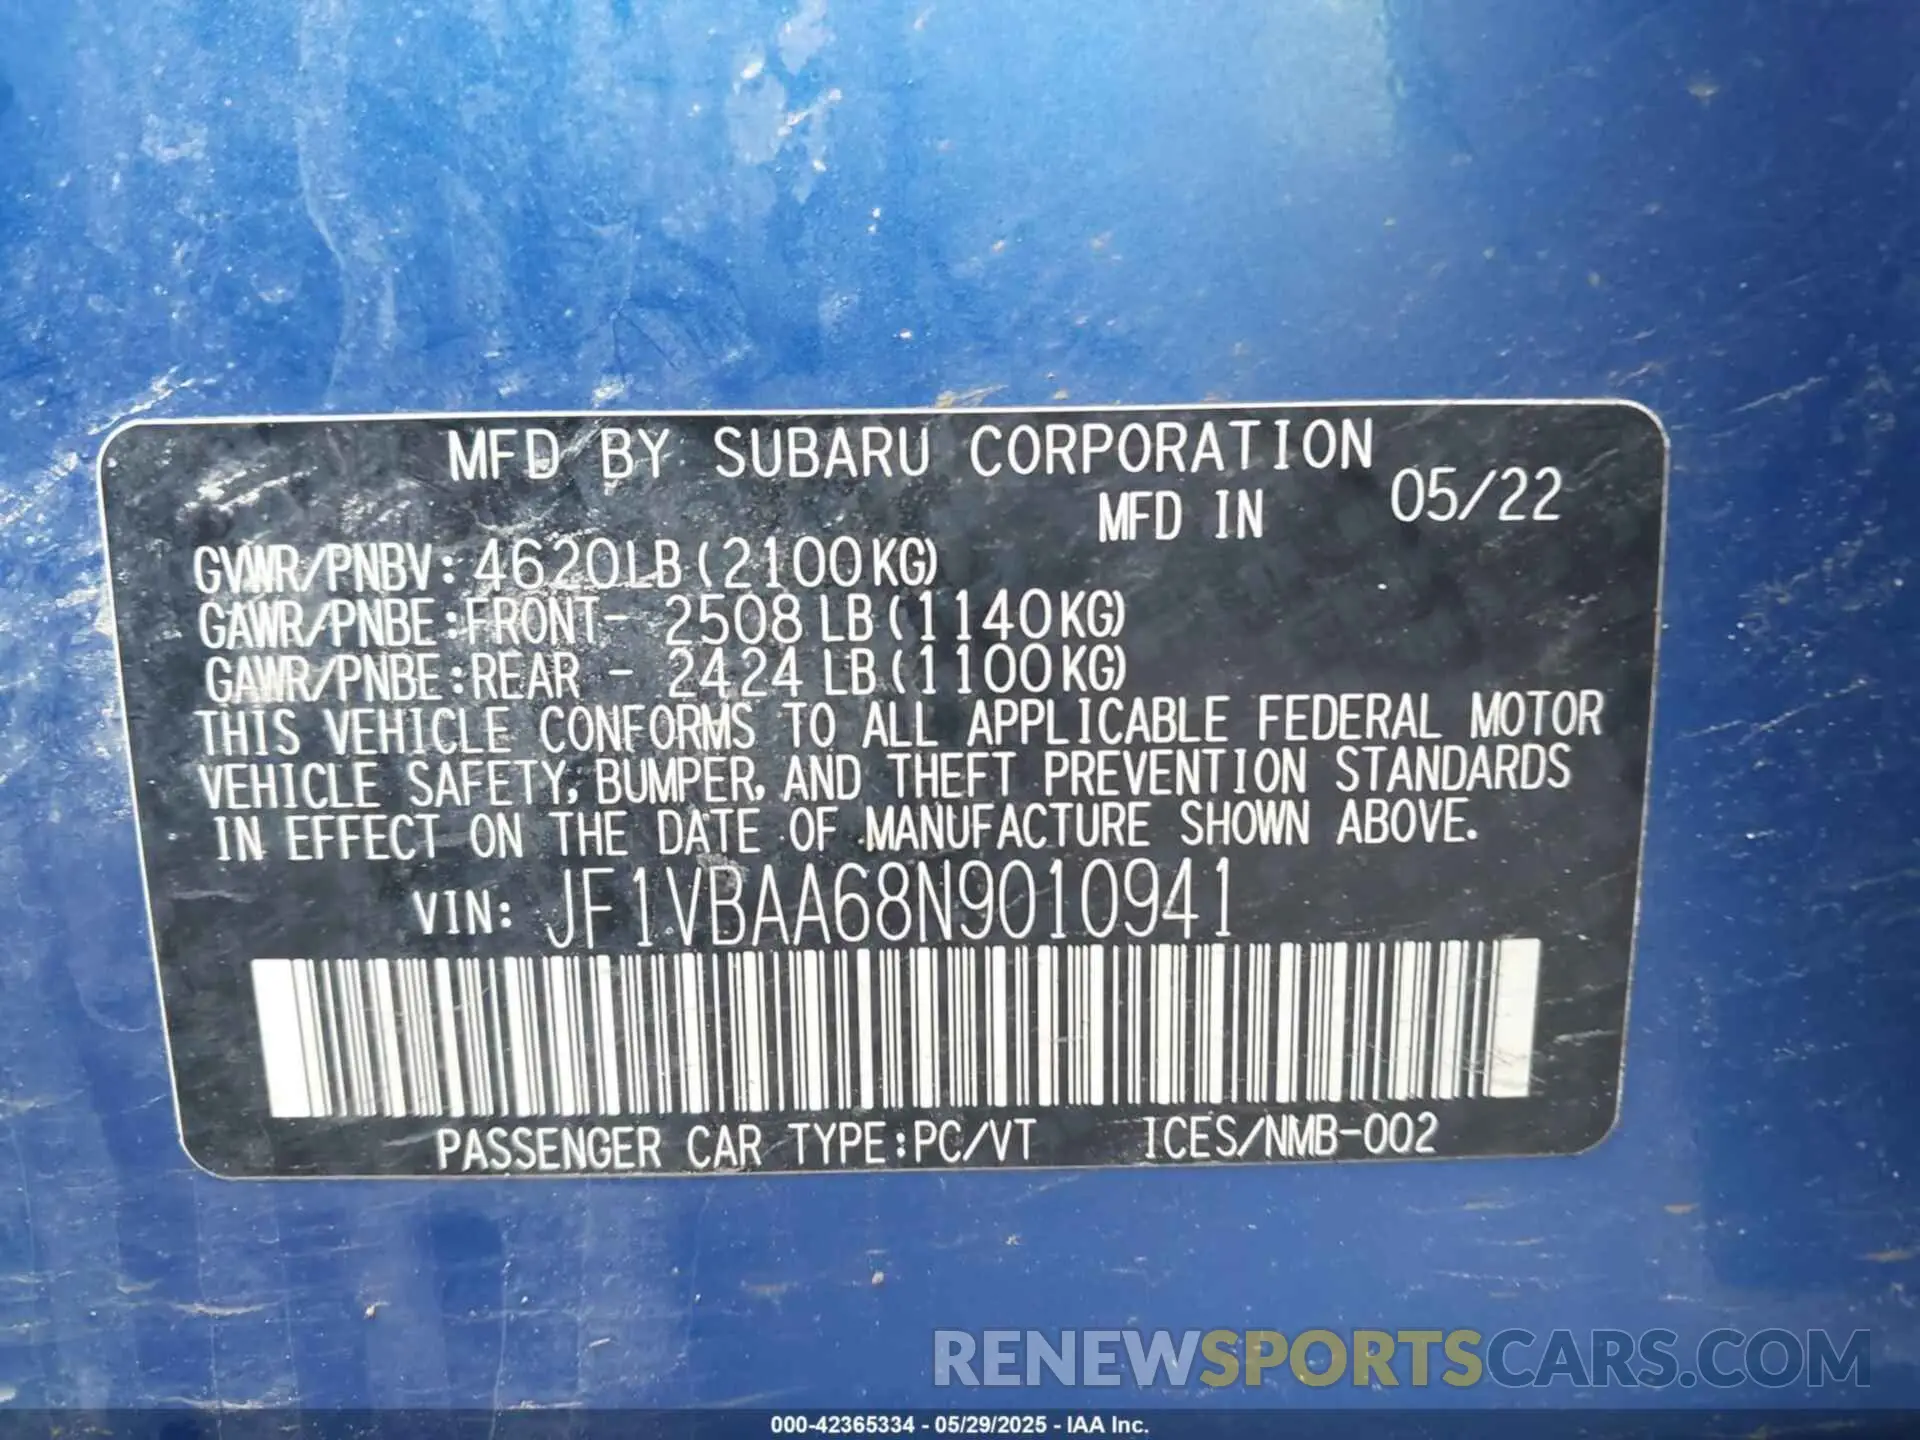 MFD BY SUBARU CORPORATION
MFD IN 05/22
GVWR/PNBV: 4620LB (2100KG)
GAWR/PNBE:FRONT- 2508 LB (1140KG)
GAWR/PNBE:REAR - 2424 LB (1100KG)
THIS VEHICLE CONFORMS TO ALL APPLICABLE FEDERAL MOTOR
VEHICLE SAFETY, BUMPER, AND THEFT PREVENTION STANDARDS
IN EFFECT ON THE DATE OF MANUFACTURE SHOWN ABOVE.
VIN: JF1VBAA68N9010941
PASSENGER CAR TYPE:PC/VT ICES/NMB-002
RENEWSPORTSCARS.COM
000-42365334 - 05/29/2025 - IAA Inc.